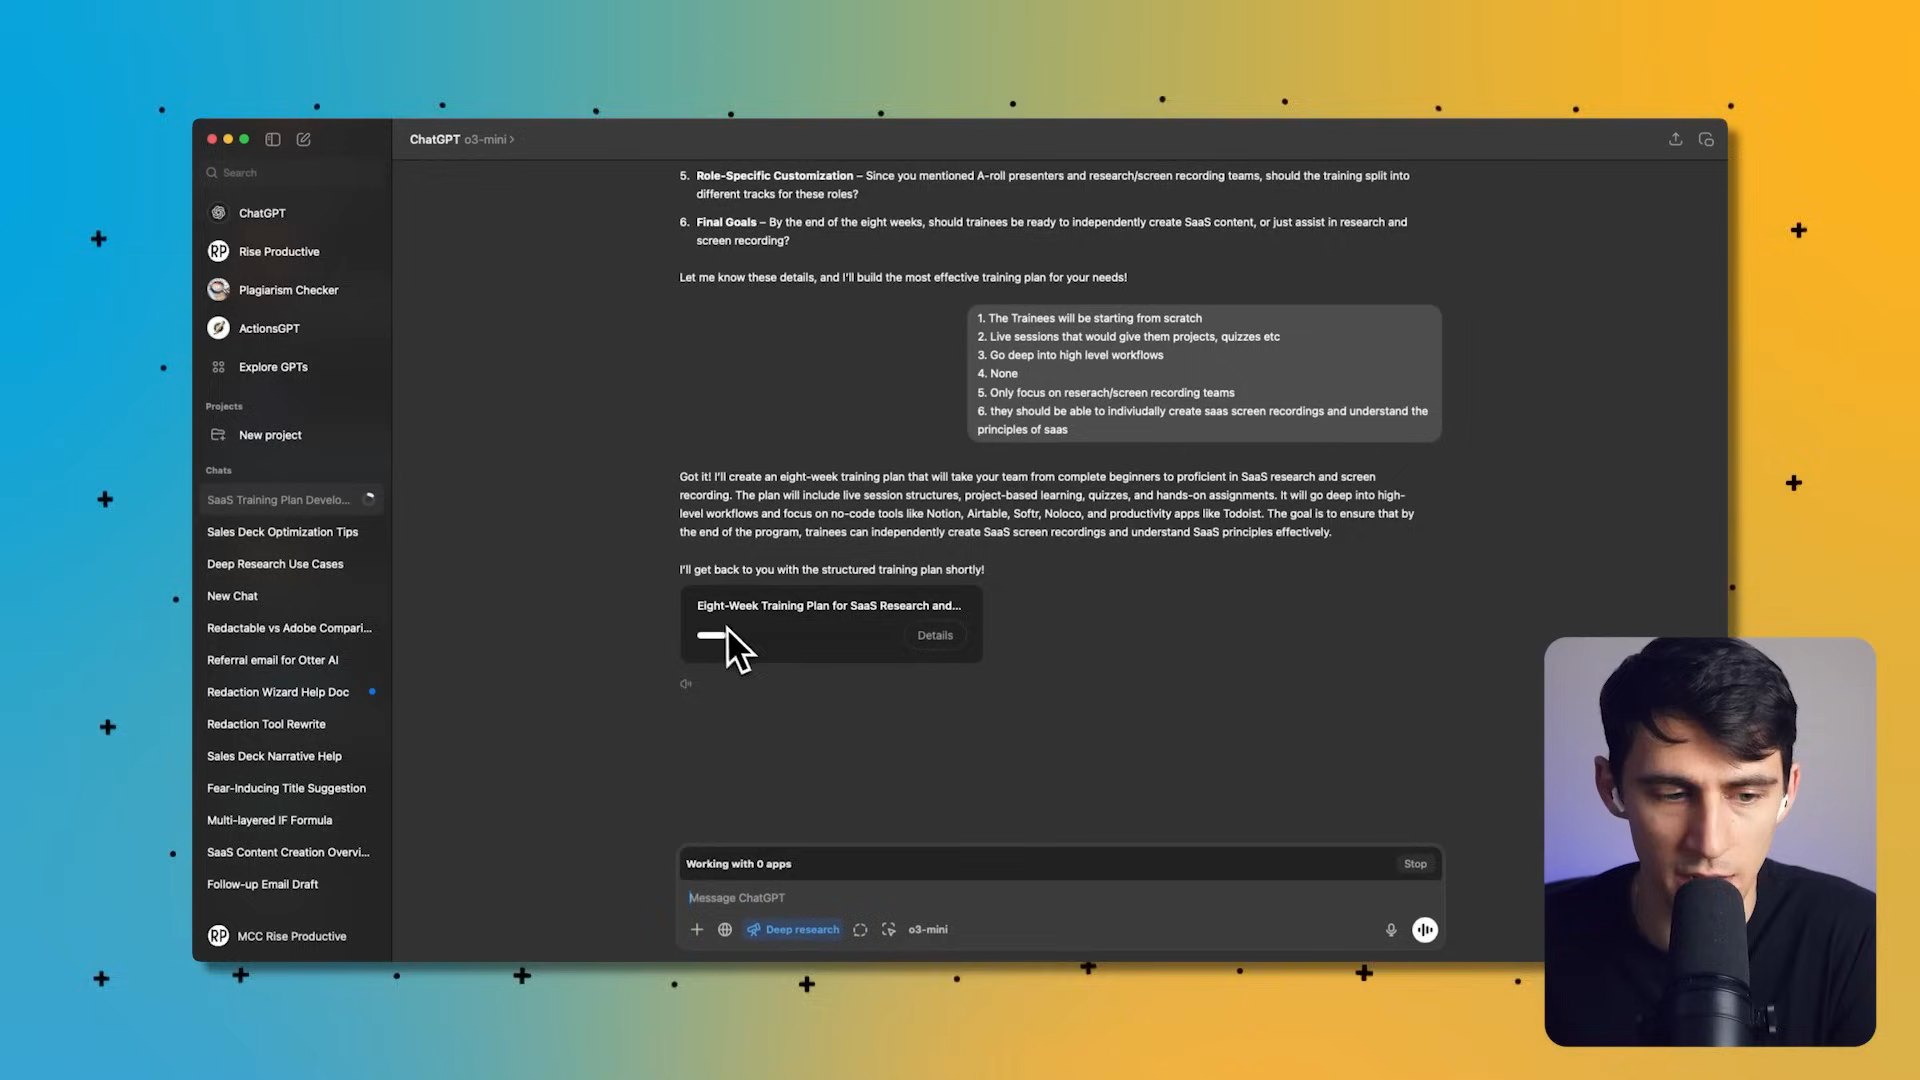 ChatGPT o3-mini >
Search
ChatGPT
RP Rise Productive
Plagiarism Checker
ActionsGPT
Explore GPTs
Projects
New project
Chats
SaaS Training Plan Develo...
Sales Deck Optimization Tips
Deep Research Use Cases
New Chat
Redactable vs Adobe Compari...
Referral email for Otter AI
Redaction Wizard Help Doc
Redaction Tool Rewrite
Sales Deck Narrative Help
Fear-Inducing Title Suggestion
Multi-layered IF Formula
SaaS Content Creation Overvi...
Follow-up Email Draft
RP MCC Rise Productive
5. Role-Specific Customization – Since you mentioned A-roll presenters and research/screen recording teams, should the training split into
different tracks for these roles?
6. Final Goals – By the end of the eight weeks, should trainees be ready to independently create SaaS content, or just assist in research and
screen recording?
Let me know these details, and I'll build the most effective training plan for your needs!
1. The Trainees will be starting from scratch
2. Live sessions that would give them projects, quizzes etc
3. Go deep into high level workflows
4. None
5. Only focus on reserach/screen recording teams
6. they should be able to indiviudally create saas screen recordings and understand the
principles of saas
Got it! I'll create an eight-week training plan that will take your team from complete beginners to proficient in SaaS research and screen
recording. The plan will include live session structures, project-based learning, quizzes, and hands-on assignments. It will go deep into high-
level workflows and focus on no-code tools like Notion, Airtable, Softr, Noloco, and productivity apps like Todoist. The goal is to ensure that by
the end of the program, trainees can independently create SaaS screen recordings and understand SaaS principles effectively.
I'll get back to you with the structured training plan shortly!
Eight-Week Training Plan for SaaS Research and...
Details
Working with 0 apps
Stop
Message ChatGPT
Deep research
o3-mini